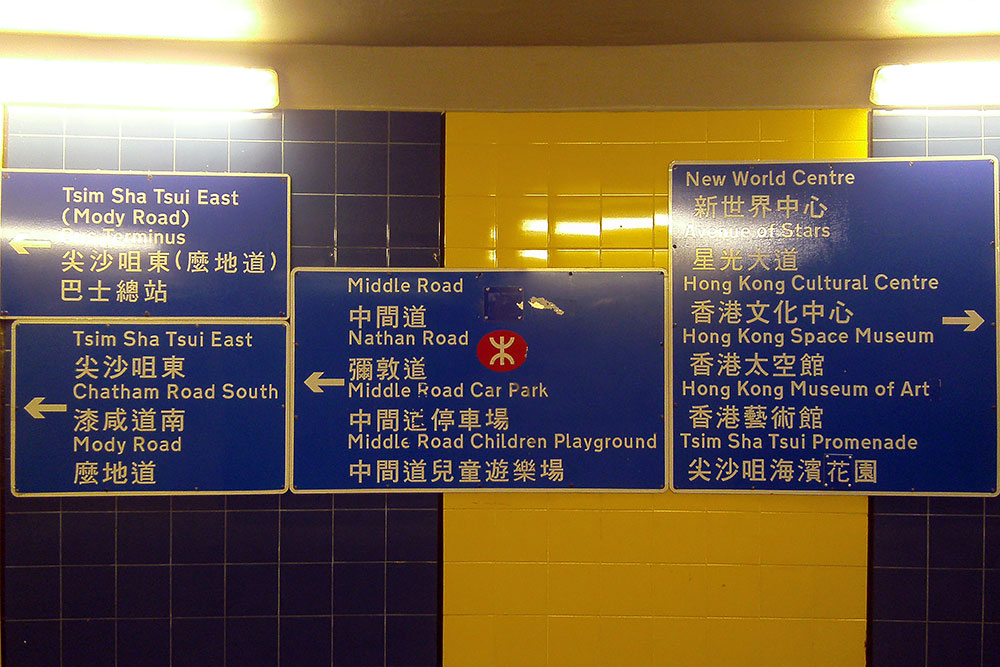 Tsim Sha Tsui East
(Mody Road)
Bus Terminus
尖沙咀東(麼地道)
巴士總站
Tsim Sha Tsui East
尖沙咀東
Chatham Road South
漆咸道南
Mody Road
麼地道
Middle Road
中間道
Nathan Road
彌敦道
Middle Road Car Park
中間道停車場
Middle Road Children Playground
中間道兒童遊樂場
New World Centre
新世界中心
Avenue of Stars
星光大道
Hong Kong Cultural Centre
香港文化中心
Hong Kong Space Museum
香港太空館
Hong Kong Museum of Art
香港藝術館
Tsim Sha Tsui Promenade
尖沙咀海濱花園